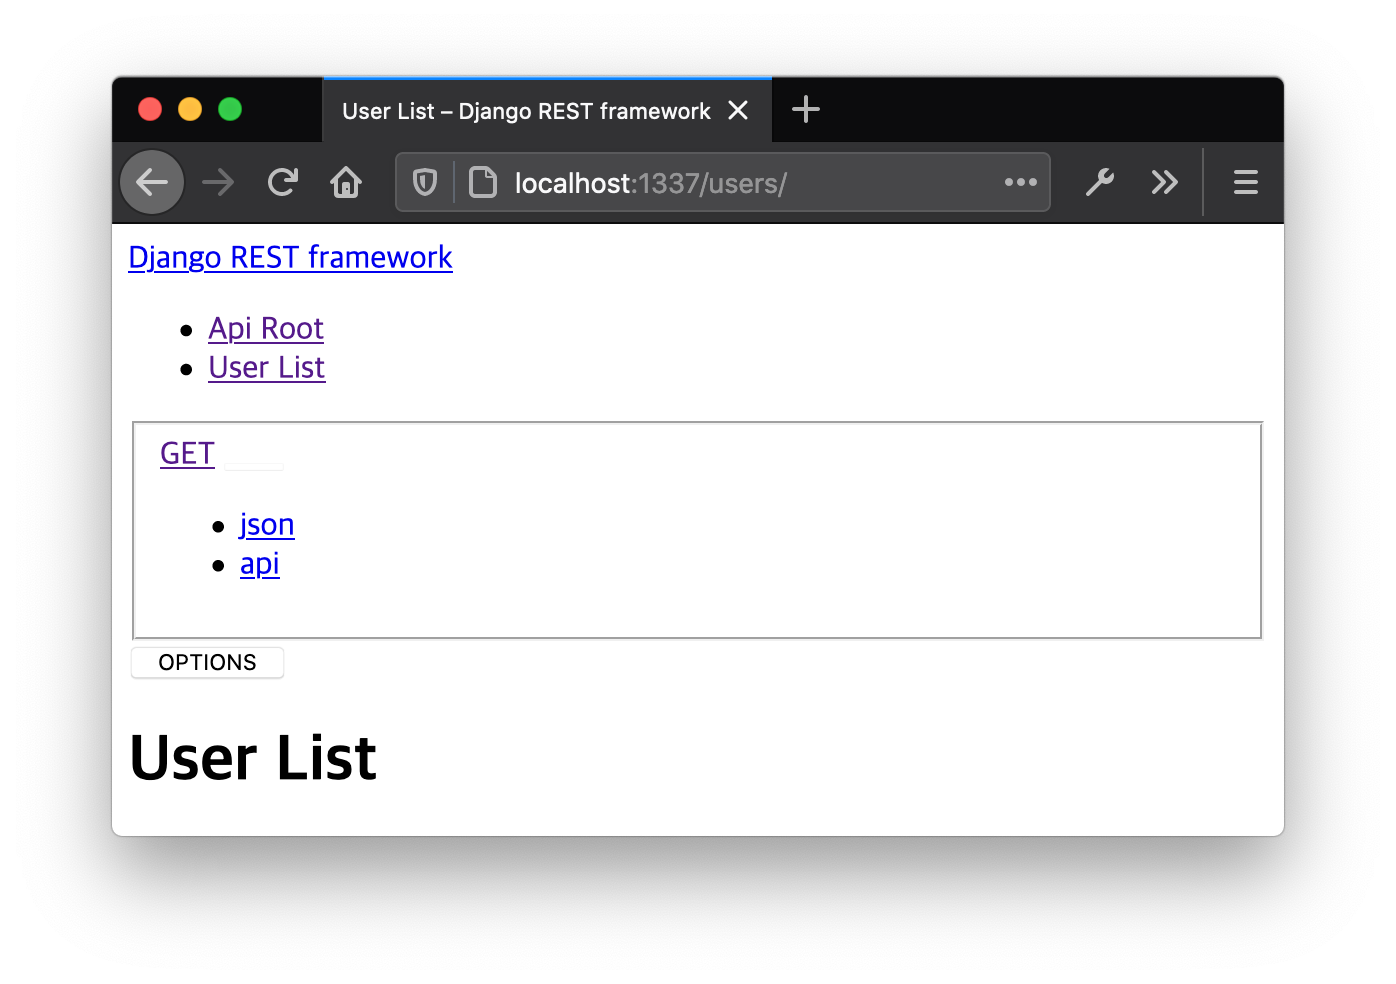 User List – Django REST framework
localhost:1337/users/
Django REST framework
Api Root
User List
GET
json
api
OPTIONS
User List